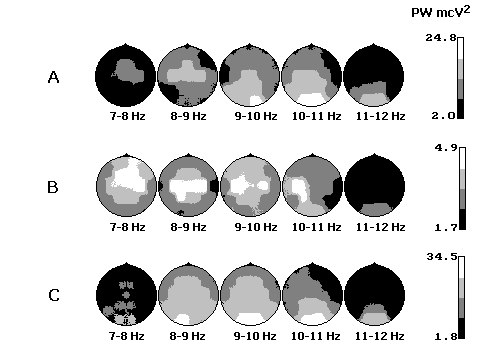 PW mcV²
24.8
A
2.0
7-8 Hz 8-9 Hz 9-10 Hz 10-11 Hz 11-12 Hz
4.9
B
1.7
7-8 Hz 8-9 Hz 9-10 Hz 10-11 Hz 11-12 Hz
34.5
C
1.8
7-8 Hz 8-9 Hz 9-10 Hz 10-11 Hz 11-12 Hz